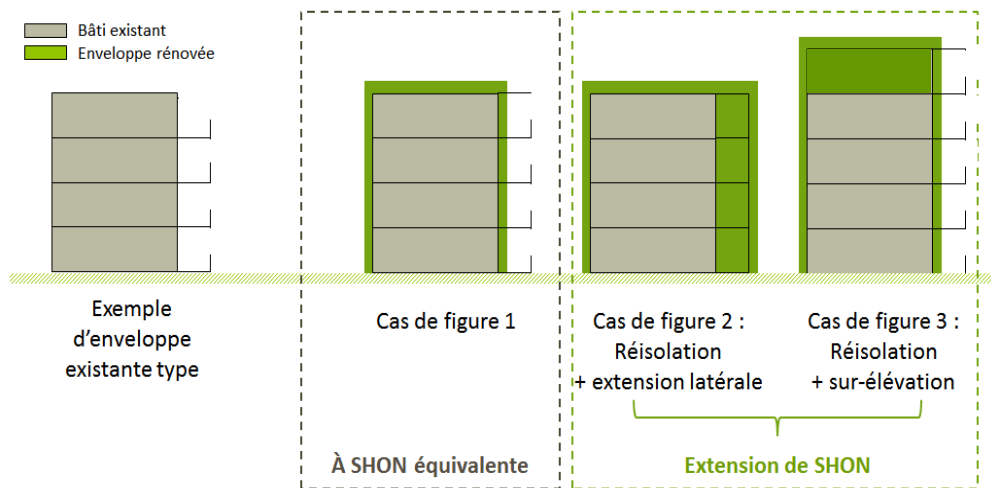 Bâti existant
Enveloppe rénovée
Exemple
d’enveloppe
existante type
Cas de figure 1
Cas de figure 2 :
Réisolation
+ extension latérale
Cas de figure 3 :
Réisolation
+ sur-élévation
À SHON équivalente
Extension de SHON